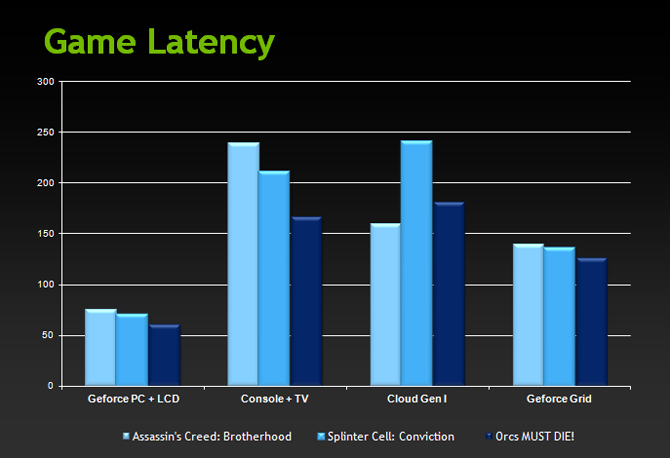 Game Latency
300
250
200
150
100
50
0
Geforce PC + LCD Console + TV Cloud Gen I Geforce Grid
Assassin's Creed: Brotherhood Splinter Cell: Conviction Orcs MUST DIE!